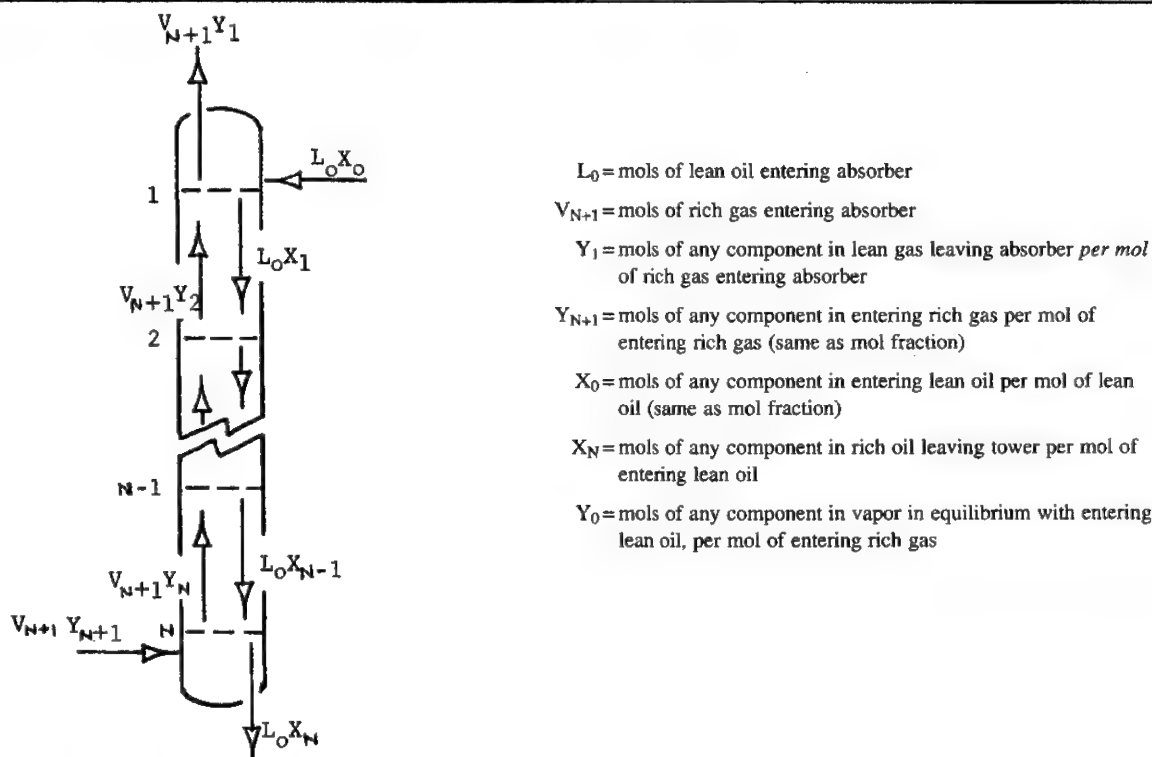 V_{N+1}Y_1
L_0X_0
1
L_0X_1
V_{N+1}Y_2
2
N-1
L_0X_{N-1}
V_{N+1}Y_N
V_{N+1} Y_{N+1}
N
L_0X_N
L_0 = mols of lean oil entering absorber
V_{N+1} = mols of rich gas entering absorber
Y_1 = mols of any component in lean gas leaving absorber per mol
of rich gas entering absorber
Y_{N+1} = mols of any component in entering rich gas per mol of
entering rich gas (same as mol fraction)
X_0 = mols of any component in entering lean oil per mol of lean
oil (same as mol fraction)
X_N = mols of any component in rich oil leaving tower per mol of
entering lean oil
Y_0 = mols of any component in vapor in equilibrium with entering
lean oil, per mol of entering rich gas